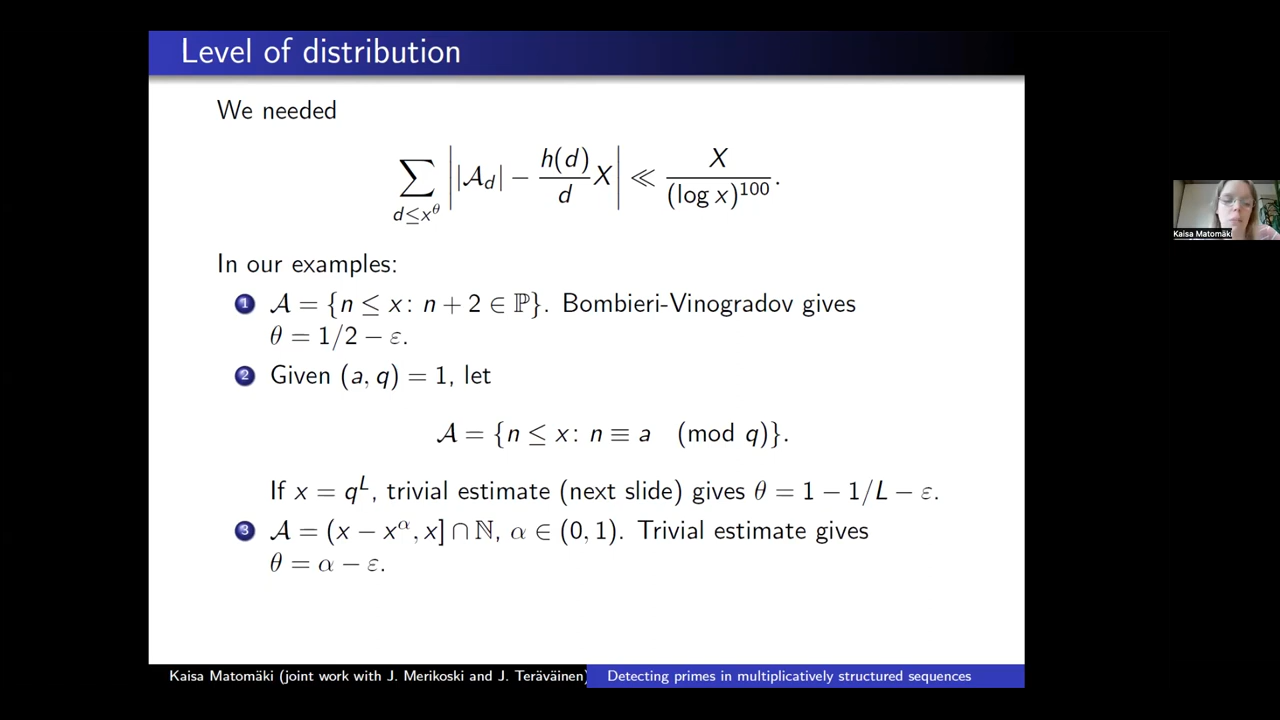 Level of distribution
We needed
∑_{d≤x^θ} | |𝒜_d| − h(d)/d X | ≪ X/(log x)^{100}.
In our examples:
1 𝒜 = {n ≤ x: n + 2 ∈ ℙ}. Bombieri-Vinogradov gives
θ = 1/2 − ε.
2 Given (a, q) = 1, let
𝒜 = {n ≤ x: n ≡ a (mod q)}.
If x = q^L, trivial estimate (next slide) gives θ = 1 − 1/L − ε.
3 𝒜 = (x − x^α, x] ∩ ℕ, α ∈ (0, 1). Trivial estimate gives
θ = α − ε.
Kaisa Matomäki (joint work with J. Merikoski and J. Teräväinen) Detecting primes in multiplicatively structured sequences
Kaisa Matomäki